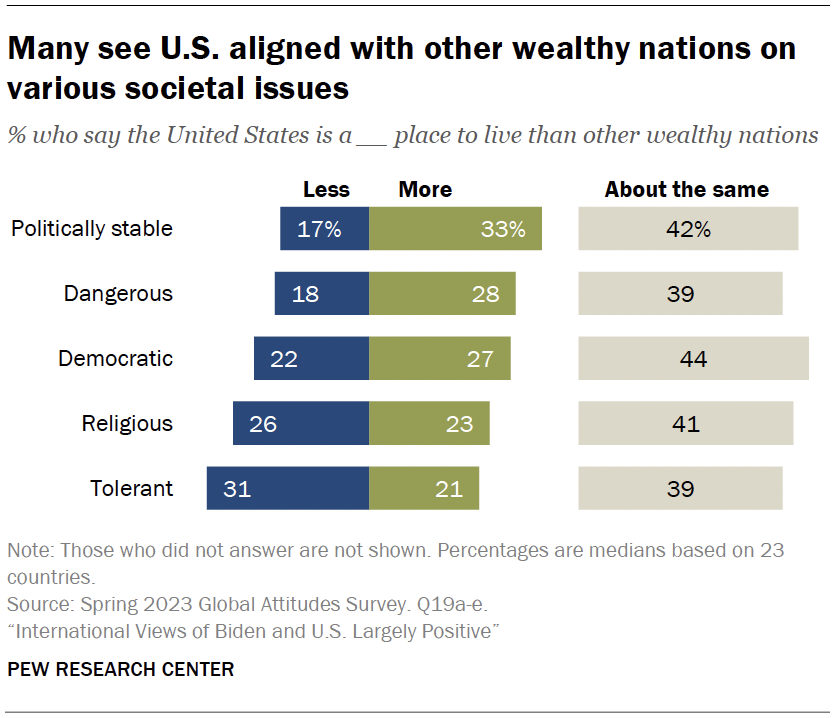 Many see U.S. aligned with other wealthy nations on
various societal issues
% who say the United States is a __ place to live than other wealthy nations
Less More About the same
Politically stable 17% 33% 42%
Dangerous 18 28 39
Democratic 22 27 44
Religious 26 23 41
Tolerant 31 21 39
Note: Those who did not answer are not shown. Percentages are medians based on 23
countries.
Source: Spring 2023 Global Attitudes Survey. Q19a-e.
“International Views of Biden and U.S. Largely Positive”
PEW RESEARCH CENTER